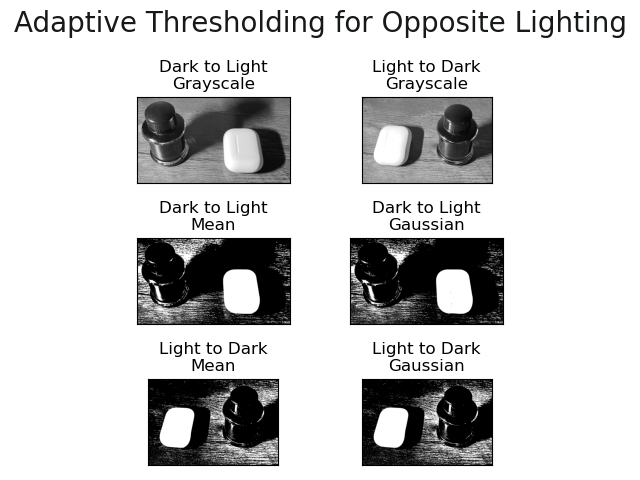 Adaptive Thresholding for Opposite Lighting
Dark to Light
Grayscale
Light to Dark
Grayscale
Dark to Light
Mean
Dark to Light
Gaussian
Light to Dark
Mean
Light to Dark
Gaussian